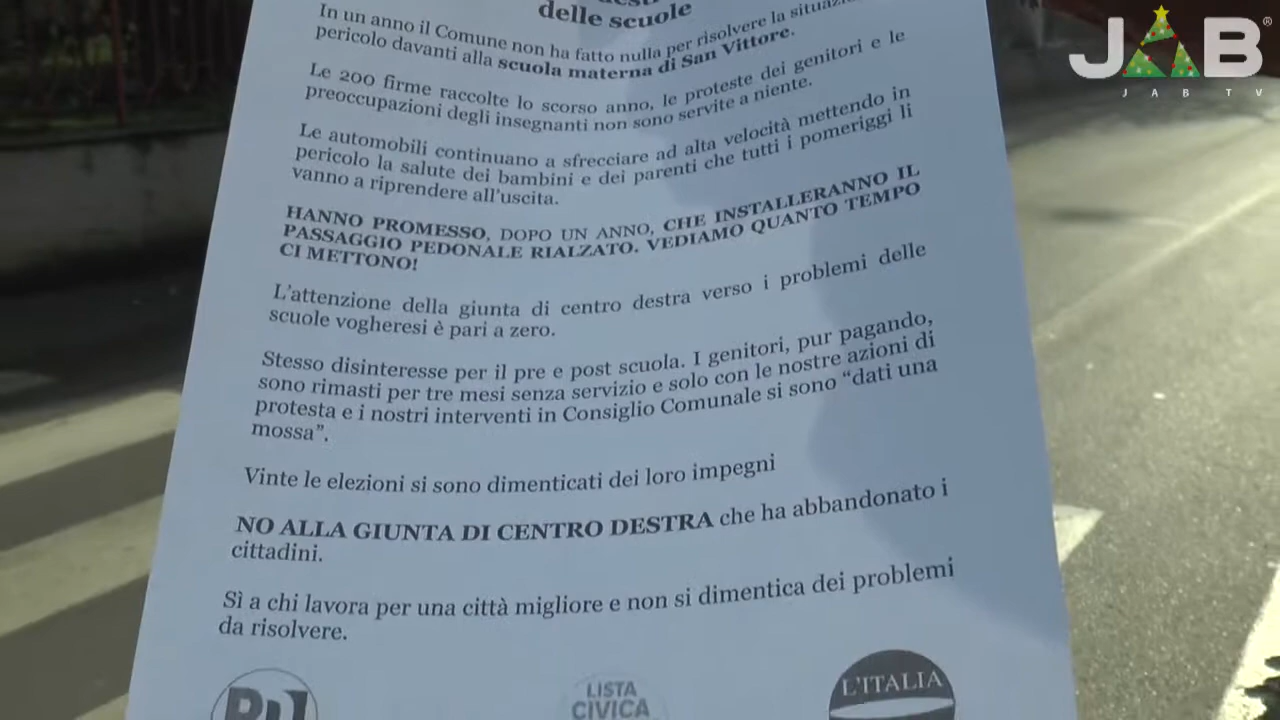 delle scuole
In un anno il Comune non ha fatto nulla per risolvere la
pericolo davanti alla scuola materna di San Vittore.
Le 200 firme raccolte lo scorso anno, le proteste dei genitori e le
preoccupazioni degli insegnanti non sono servite a niente.
Le automobili continuano a sfrecciare ad alta velocità mettendo in
pericolo la salute dei bambini e dei parenti che tutti i pomeriggi li
vanno a riprendere all'uscita.
HANNO PROMESSO, DOPO UN ANNO, CHE INSTALLERANNO IL
PASSAGGIO PEDONALE RIALZATO. VEDIAMO QUANTO TEMPO
CI METTONO!
L'attenzione della giunta di centro destra verso i problemi delle
scuole vogheresi è pari a zero.
Stesso disinteresse per il pre e post scuola. I genitori, pur pagando,
sono rimasti per tre mesi senza servizio e solo con le nostre azioni di
protesta e i nostri interventi in Consiglio Comunale si sono “dati una
mossa”.
Vinte le elezioni si sono dimenticati dei loro impegni
NO ALLA GIUNTA DI CENTRO DESTRA che ha abbandonato i
cittadini.
Sì a chi lavora per una città migliore e non si dimentica dei problemi
da risolvere.
PD
LISTA
CIVICA
L'ITALIA
JAB®
JAB TV